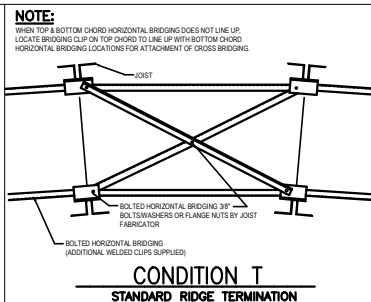 NOTE:
WHEN TOP & BOTTOM CHORD HORIZONTAL BRIDGING DOES NOT LINE UP,
LOCATE BRIDGING CLIP ON TOP CHORD TO LINE UP WITH BOTTOM CHORD
HORIZONTAL BRIDGING LOCATIONS FOR ATTACHMENT OF CROSS BRIDGING.
JOIST
BOLTED HORIZONTAL BRIDGING 3/8"
BOLTS/WASHERS OR FLANGE NUTS BY JOIST
FABRICATOR
BOLTED HORIZONTAL BRIDGING
(ADDITIONAL WELDED CLIPS SUPPLIED)
CONDITION T
STANDARD RIDGE TERMINATION